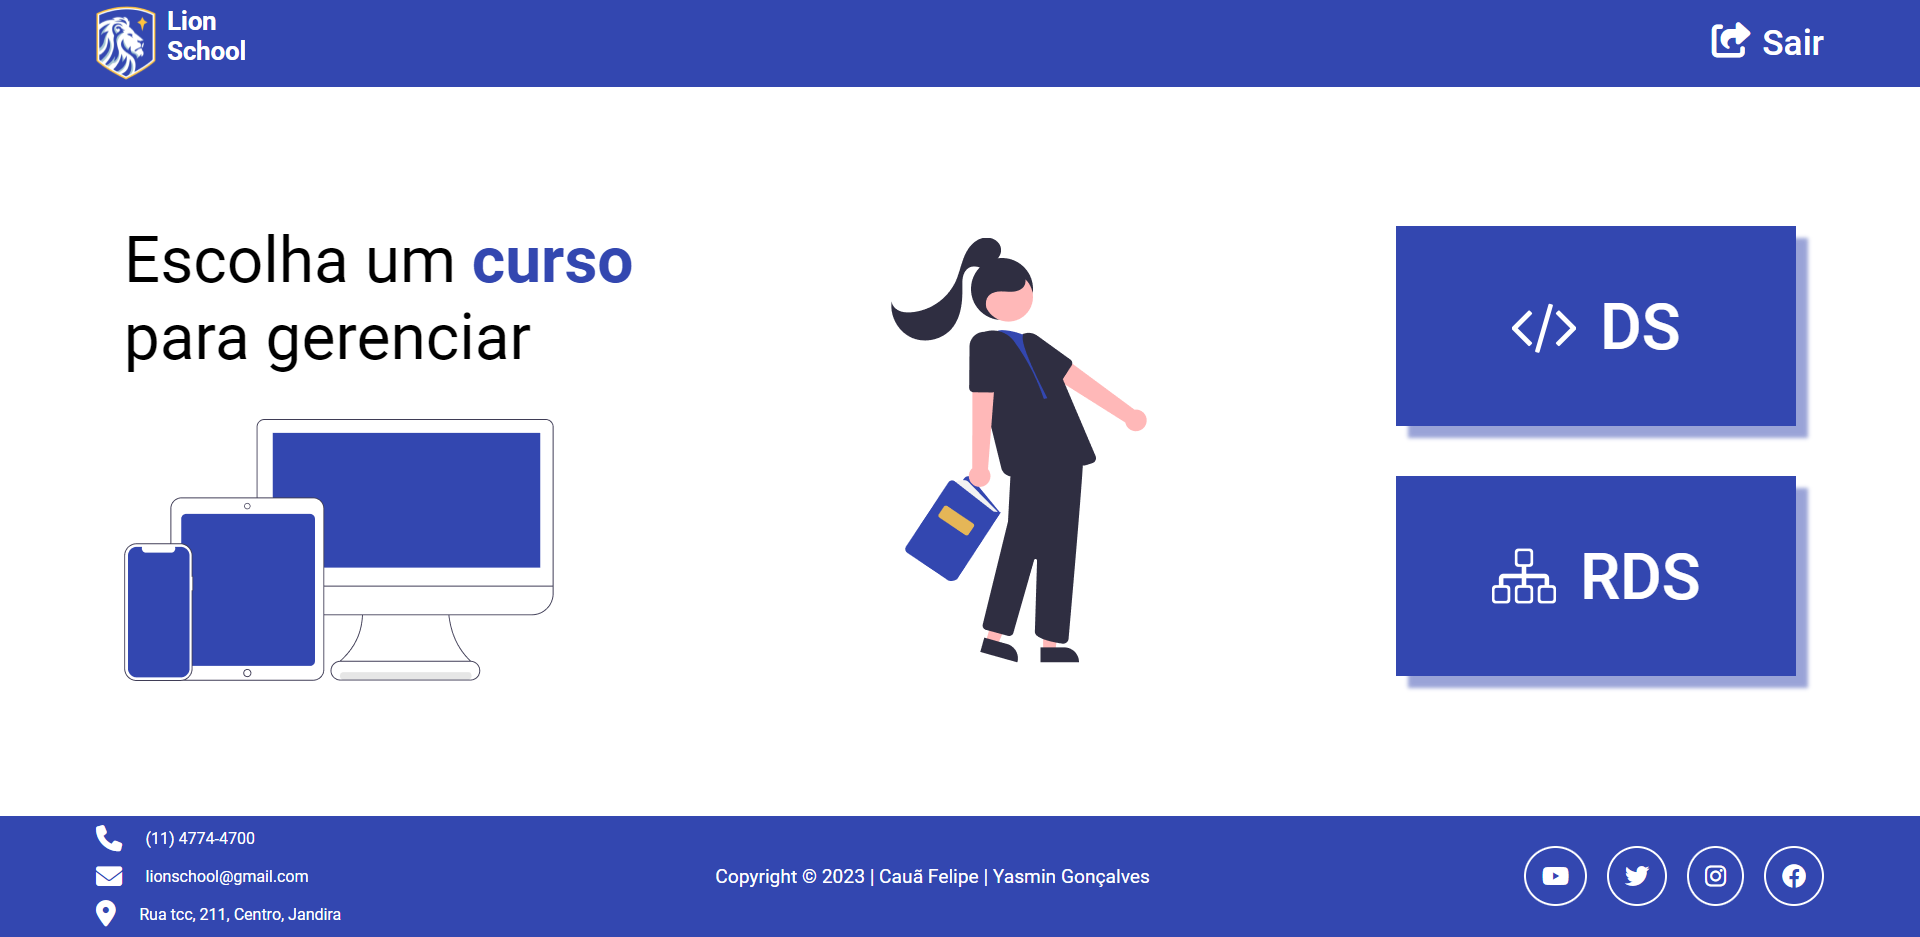 Lion
School
Sair
Escolha um curso
para gerenciar
DS
RDS
(11) 4774-4700
lionschool@gmail.com
Rua tcc, 211, Centro, Jandira
Copyright © 2023 | Cauã Felipe | Yasmin Gonçalves